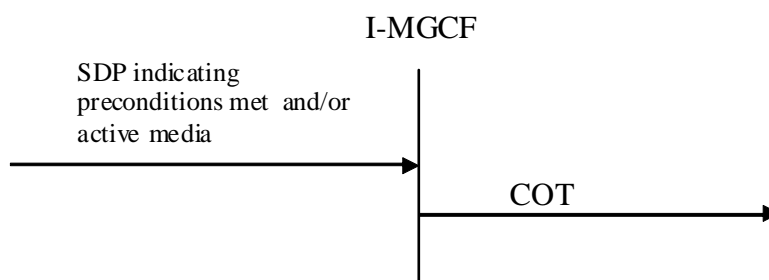 I-MGCF
SDP indicating
preconditions met and/or
active media
COT